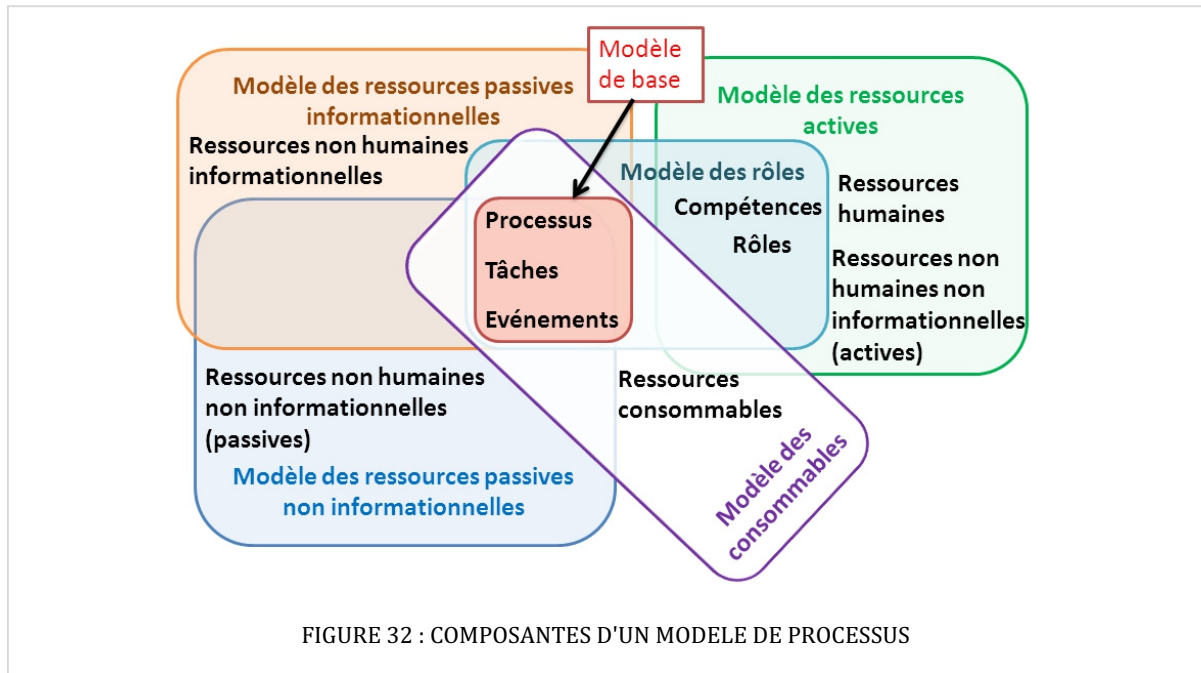 Modèle
de base
Modèle des ressources passives
informationnelles
Ressources non humaines
informationnelles
Modèle des ressources
actives
Modèle des rôles
Compétences
Rôles
Ressources
humaines
Ressources non
humaines non
informationnelles
(actives)
Processus
Tâches
Evénements
Ressources non humaines
non informationnelles
(passives)
Modèle des ressources passives
non informationnelles
Ressources
consommables
Modèle des
consommables
FIGURE 32 : COMPOSANTES D'UN MODELE DE PROCESSUS